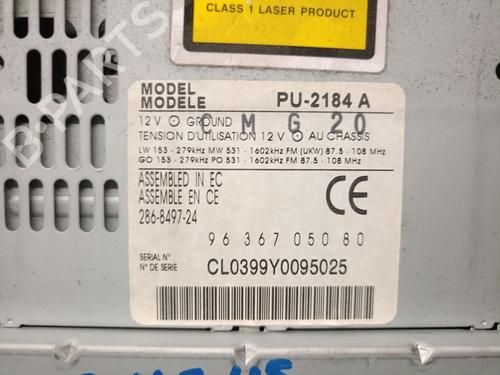 CLASS 1 LASER PRODUCT
MODEL
MODELE PU-2184 A
12 V GROUND
C M G 20
TENSION D'UTILISATION 12 V AU CHASSIS
LW 153 - 279kHz MW 531 - 1602kHz FM (UKW) 87.5 - 108 MHz
GO 153 - 279kHz PO 531 - 1602kHz FM 87.5 - 108 MHz
ASSEMBLED IN EC
ASSEMBLE EN CE
286-8497-24
CE
96 367 050 80
SERIAL N°
N° DE SERIE CL0399Y0095025
B-PARTS